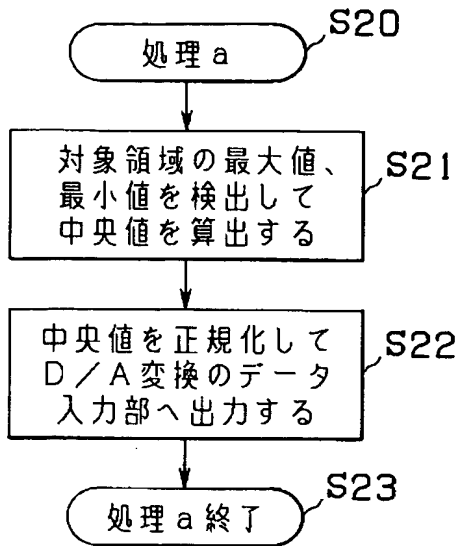 S20
処理a
対象領域の最大値、
最小値を検出して
中央値を算出する
S21
中央値を正規化して
D/A変換のデータ
入力部へ出力する
S22
処理a終了
S23